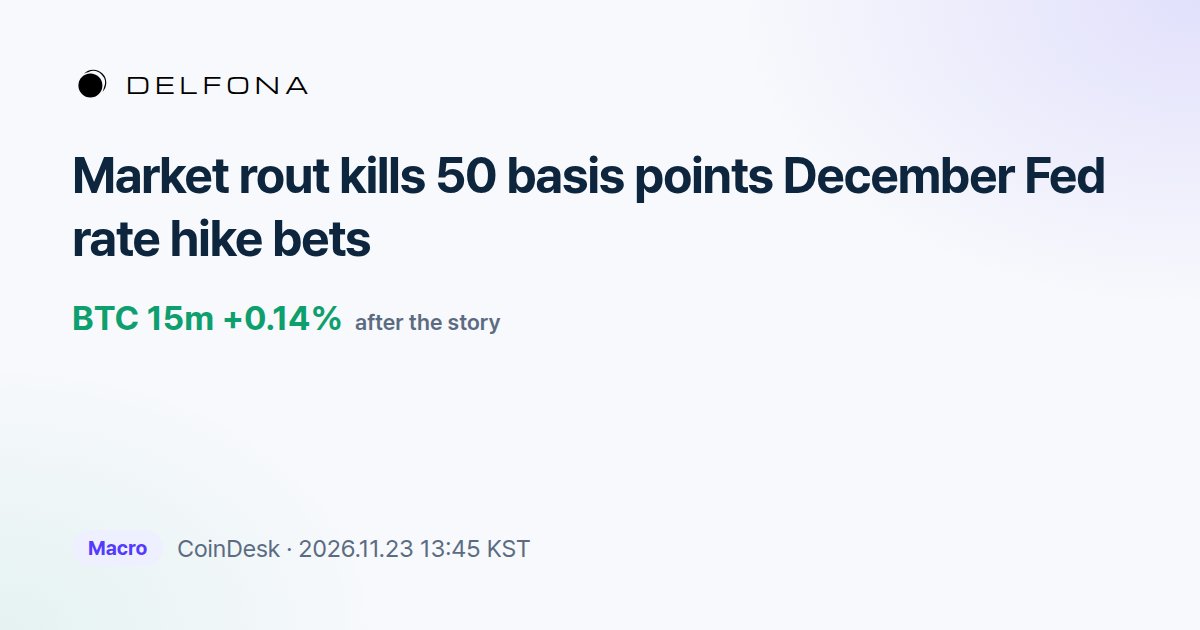 DELFONA
Market rout kills 50 basis points December Fed
rate hike bets
BTC 15m +0.14% after the story
Macro CoinDesk · 2026.11.23 13:45 KST